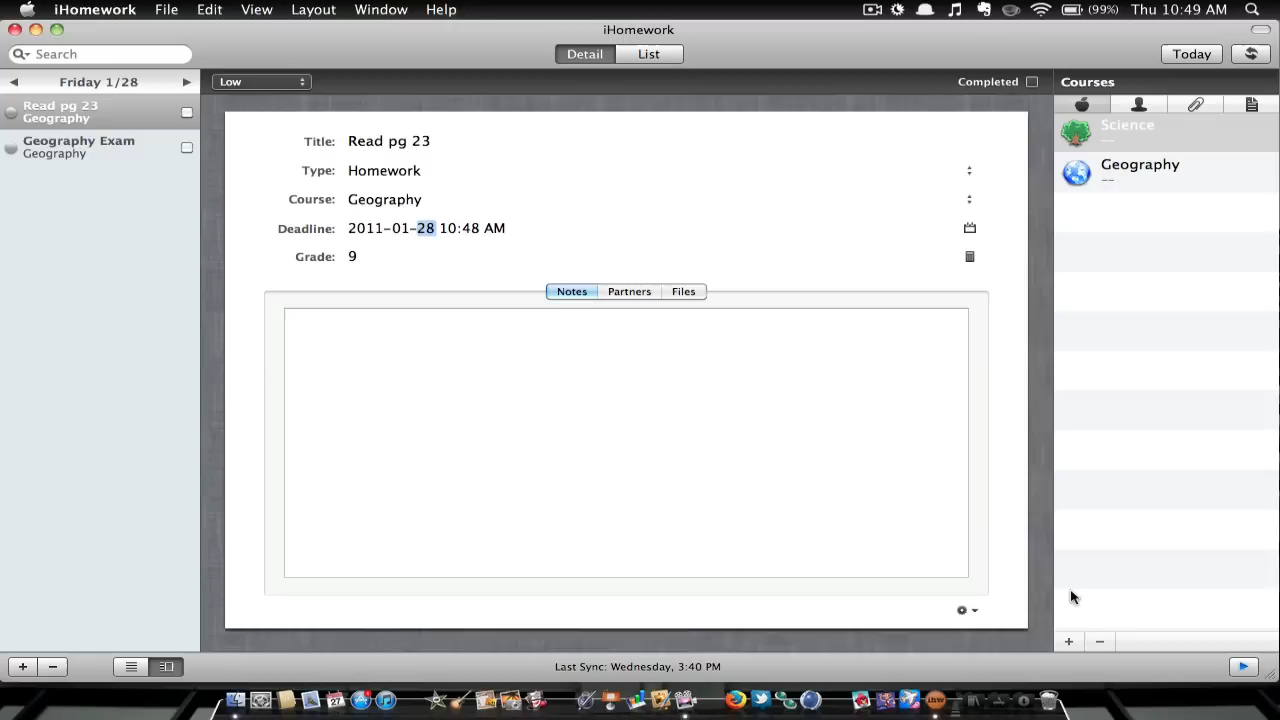 iHomework File Edit View Layout Window Help (99%) Thu 10:49 AM
iHomework
Search Detail List Today
Friday 1/28 Low Completed Courses
Read pg 23
Geography
Geography Exam
Geography
Title: Read pg 23
Type: Homework
Course: Geography
Deadline: 2011-01-28 10:48 AM
Grade: 9
Notes Partners Files
Science
--
Geography
--
Last Sync: Wednesday, 3:40 PM
27
ihw